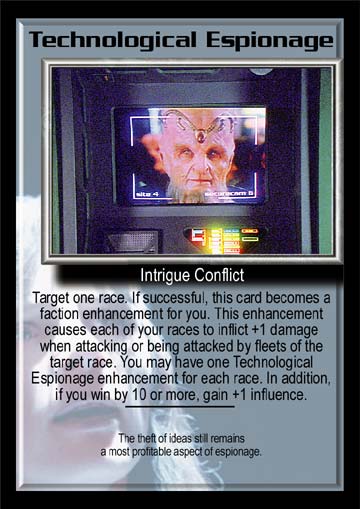 Technological Espionage
site 4
securecam 6
Intrigue Conflict
Target one race. If successful, this card becomes a
faction enhancement for you. This enhancement
causes each of your races to inflict +1 damage
when attacking or being attacked by fleets of the
target race. You may have one Technological
Espionage enhancement for each race. In addition,
if you win by 10 or more, gain +1 influence.
The theft of ideas still remains
a most profitable aspect of espionage.